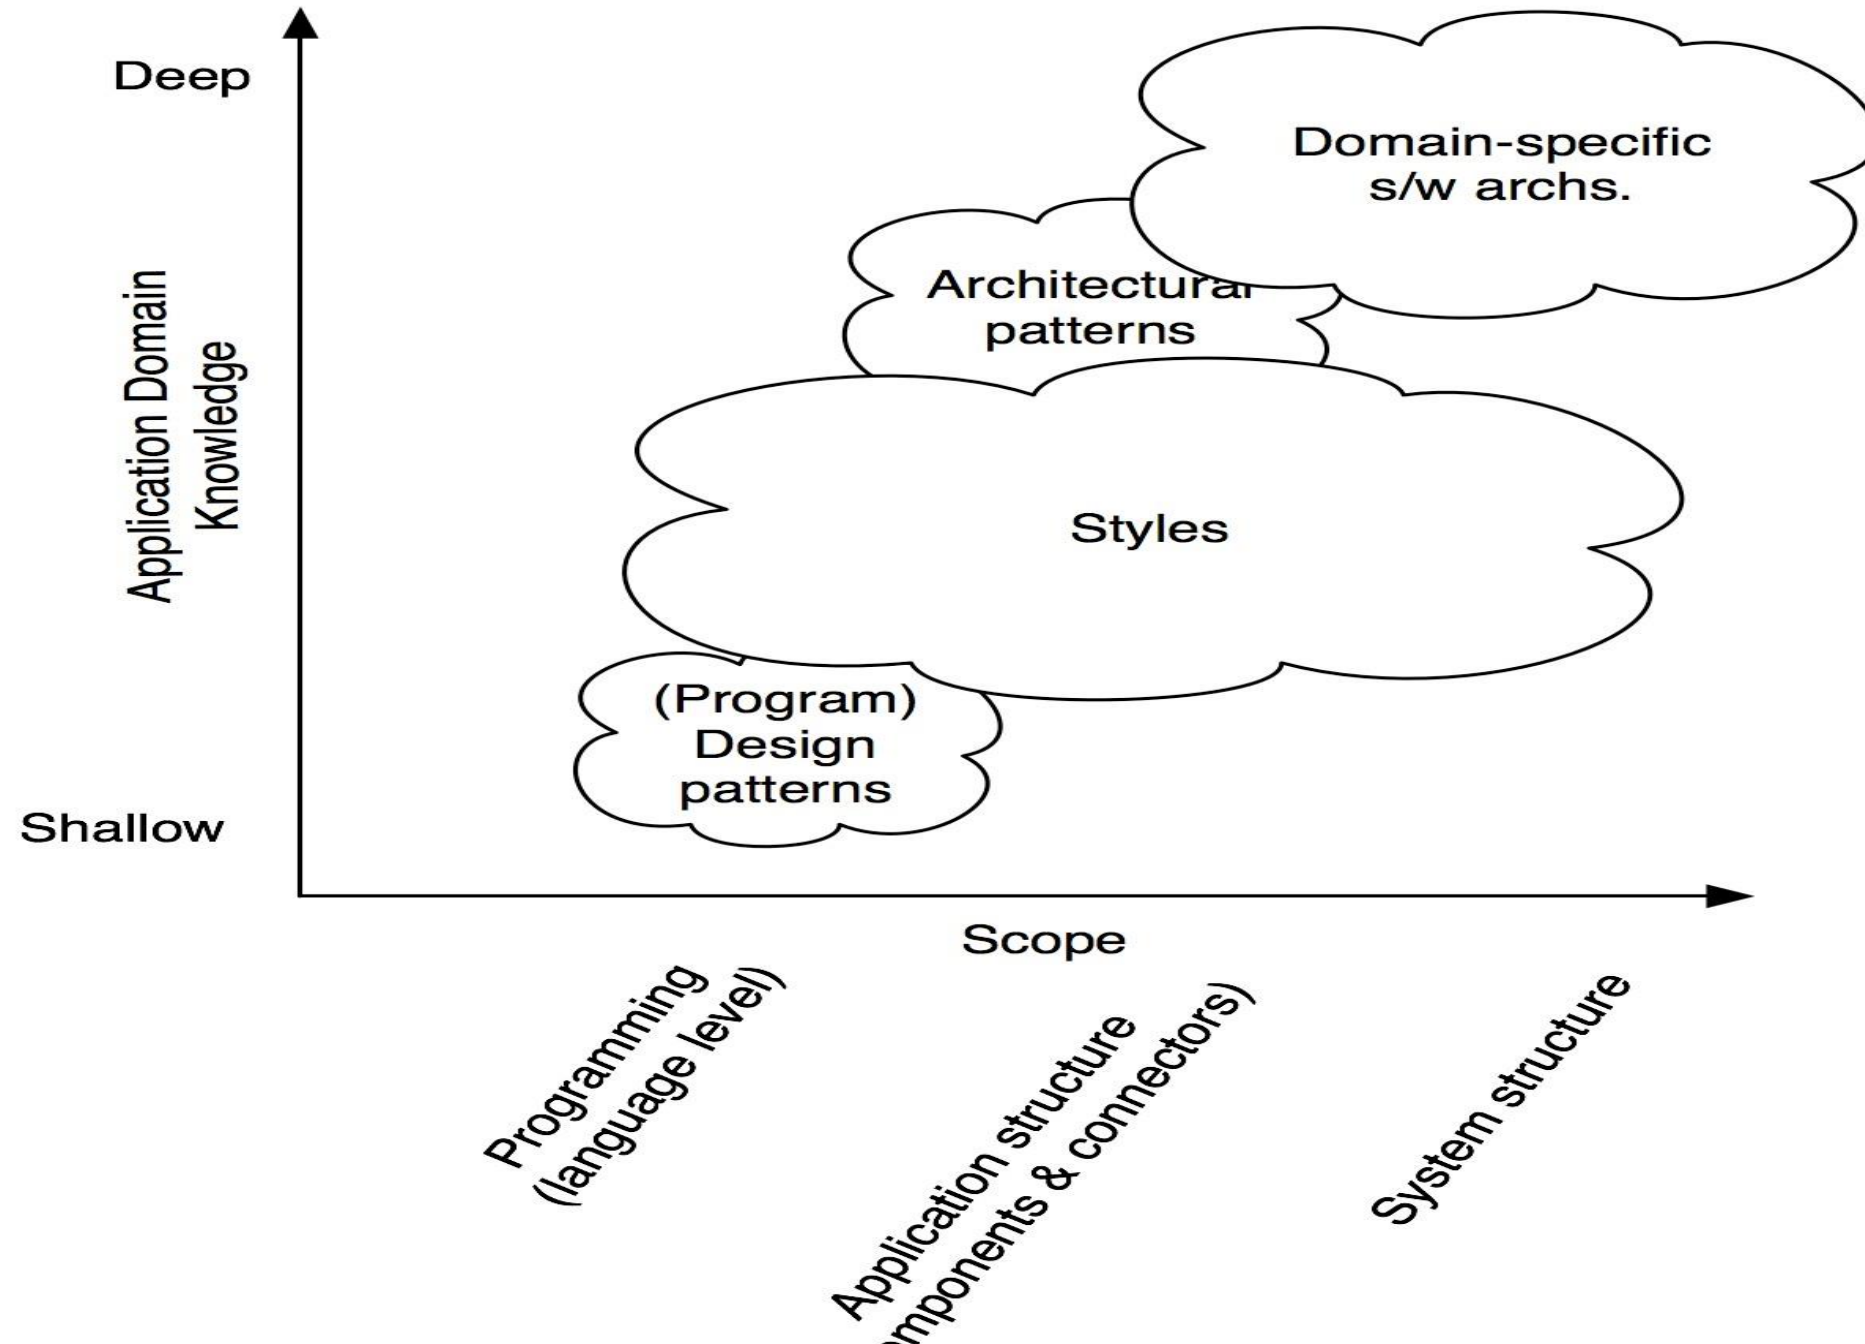 Deep
Domain-specific
s/w archs.
Architectural
patterns
Application Domain
Knowledge
Styles
(Program)
Design
patterns
Shallow
Scope
Programming
(language level)
Application structure
& connectors)
System structure